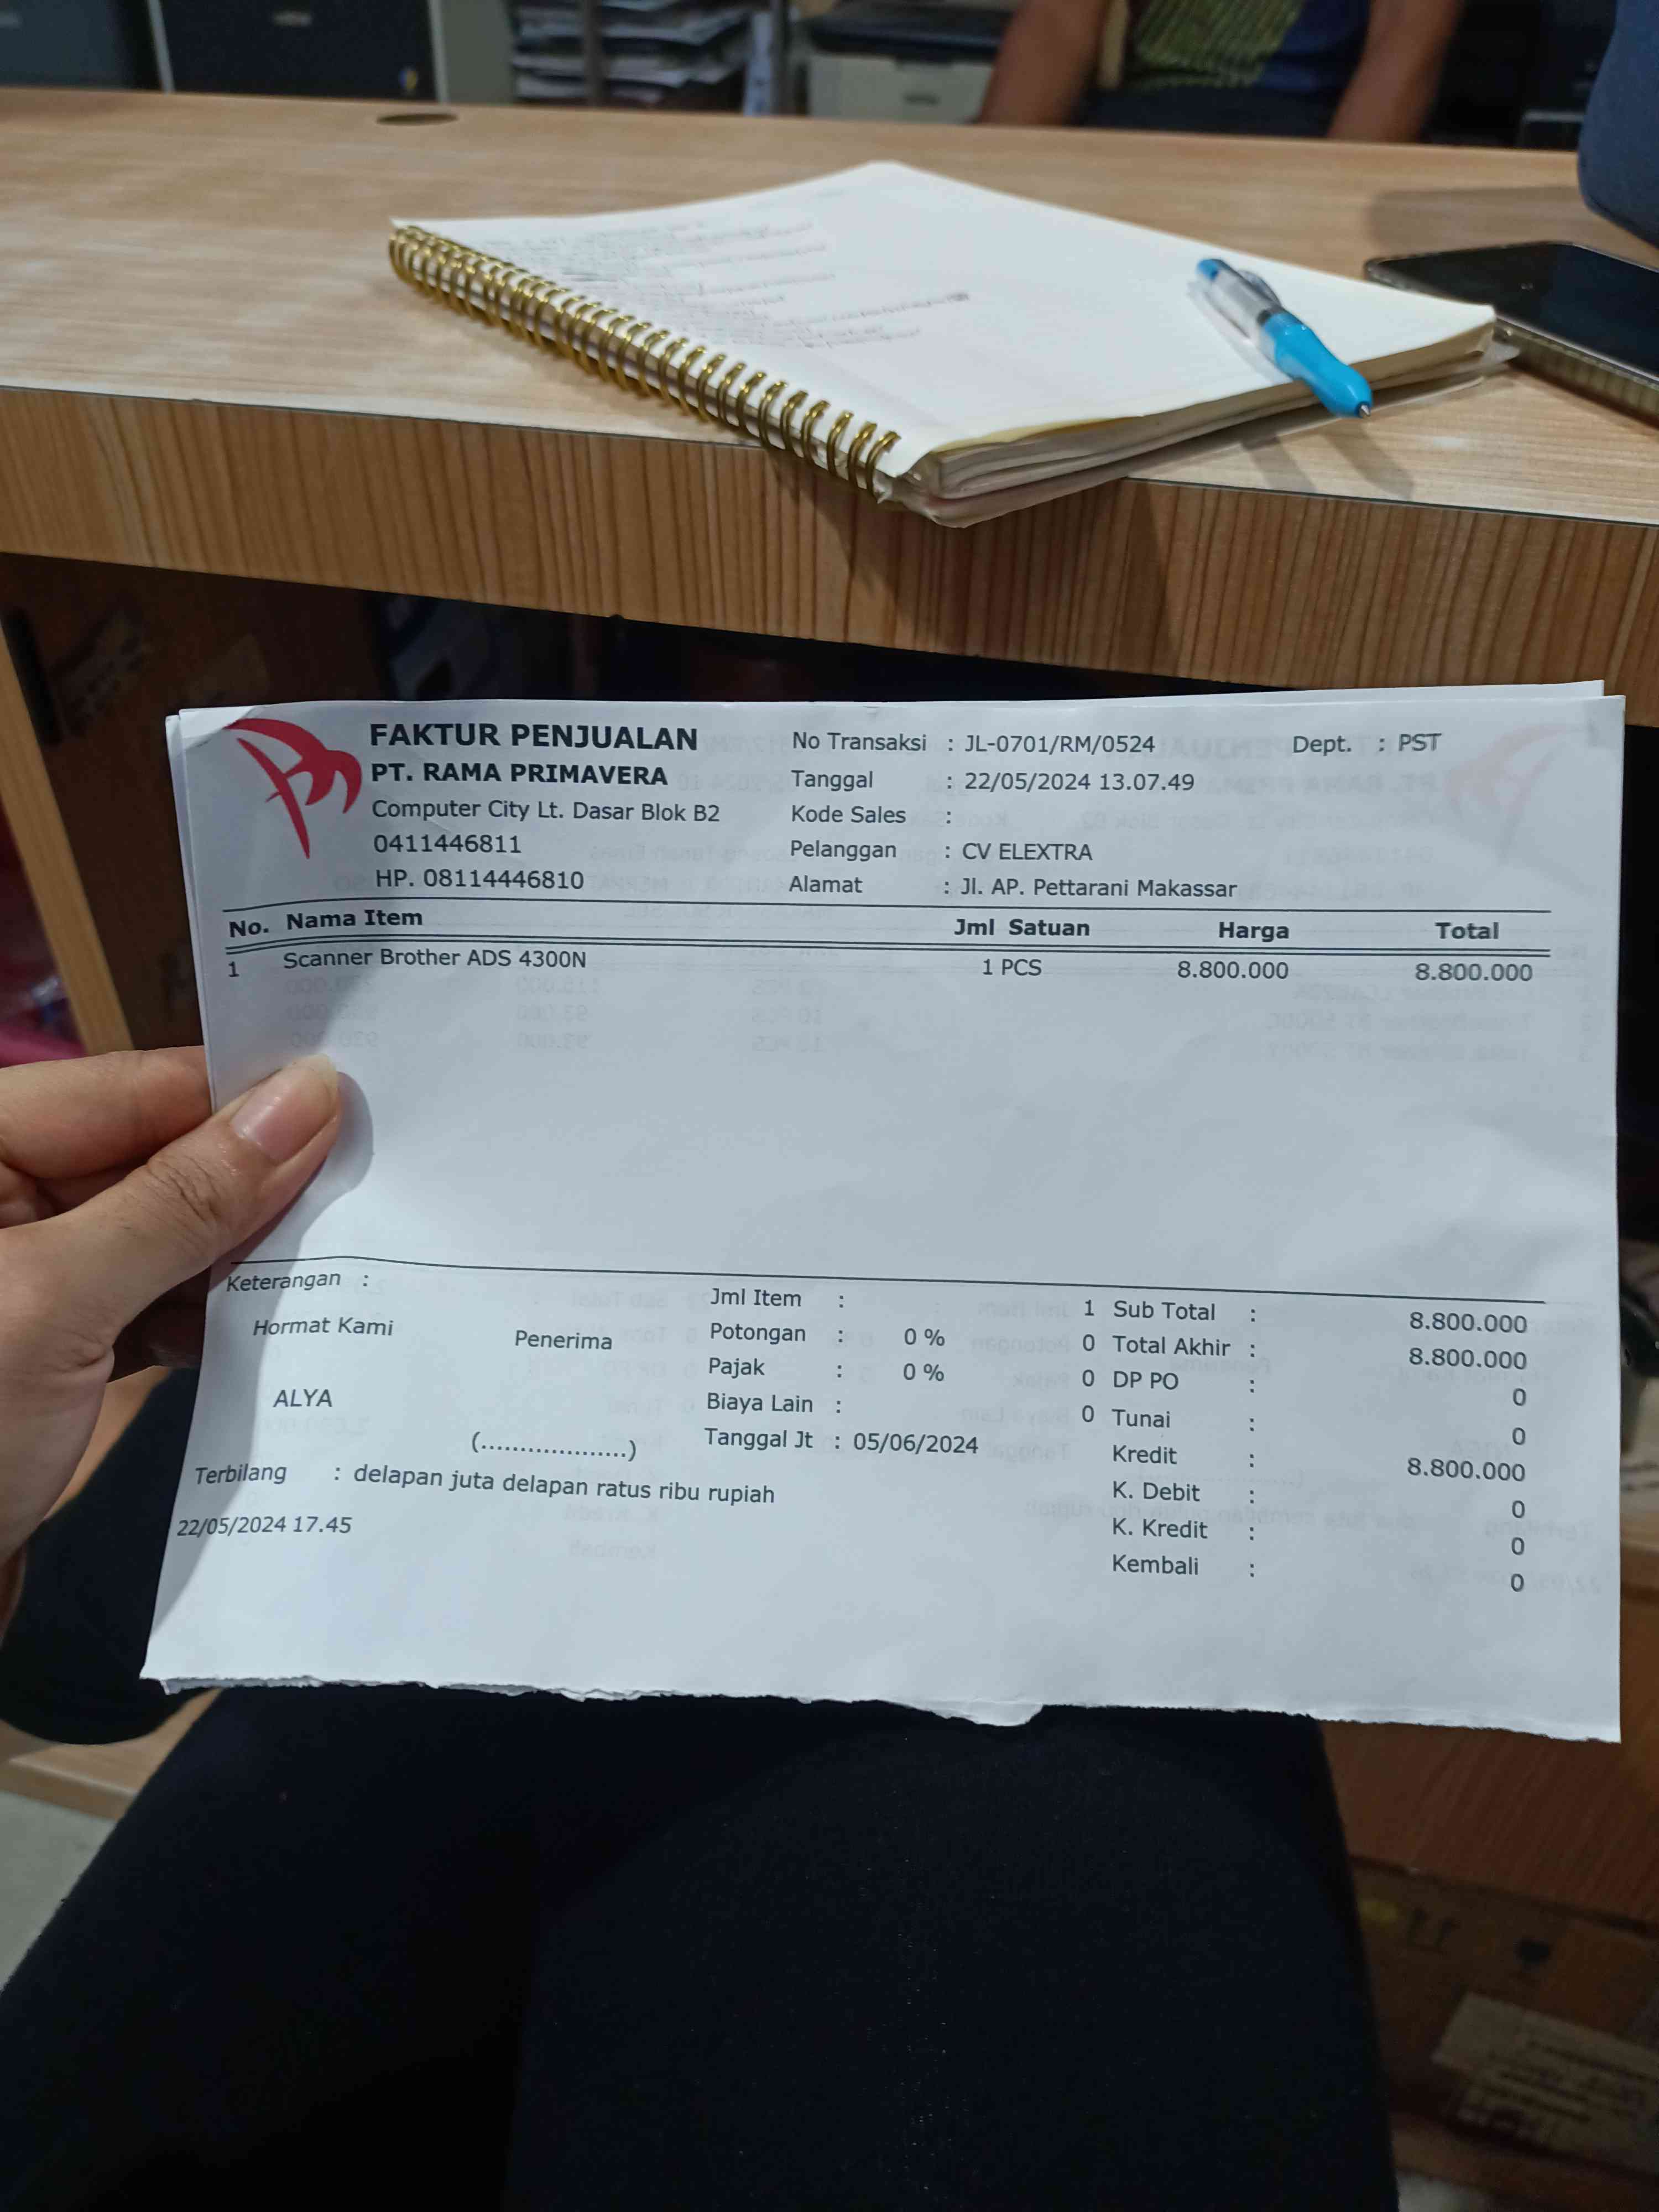 FAKTUR PENJUALAN
PT. RAMA PRIMAVERA
Computer City Lt. Dasar Blok B2
0411446811
HP. 08114446810
No Transaksi : JL-0701/RM/0524 Dept. : PST
Tanggal : 22/05/2024 13.07.49
Kode Sales :
Pelanggan : CV ELEXTRA
Alamat : Jl. AP. Pettarani Makassar
No. Nama Item Jml Satuan Harga Total
1 Scanner Brother ADS 4300N 1 PCS 8.800.000 8.800.000
Keterangan :
Hormat Kami Penerima
ALYA
(...................)
Jml Item : 1
Potongan : 0 % 0
Pajak : 0 % 0
Biaya Lain : 0
Tanggal Jt : 05/06/2024
Sub Total : 8.800.000
Total Akhir : 8.800.000
DP PO : 0
Tunai : 0
Kredit : 8.800.000
K. Debit : 0
K. Kredit : 0
Kembali : 0
Terbilang : delapan juta delapan ratus ribu rupiah
22/05/2024 17.45